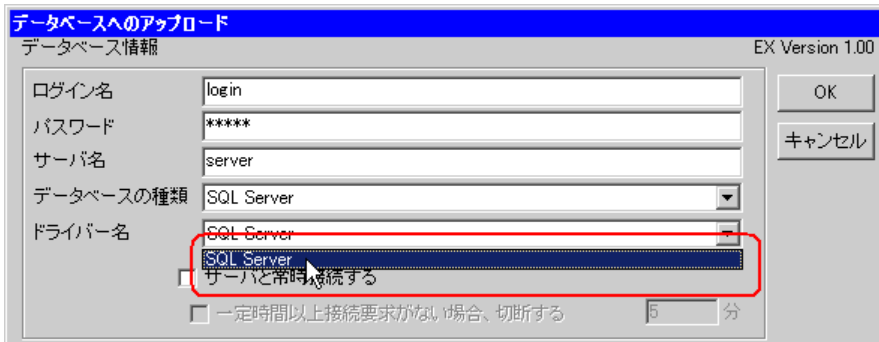 データベースへのアップロード
データベース情報
EX Version 1.00
ログイン名
login
OK
パスワード
*****
キャンセル
サーバ名
server
データベースの種類
SQL Server
ドライバー名
SQL Server
SQL Server
サーバと常時接続する
一定時間以上接続要求がない場合、切断する
5
分